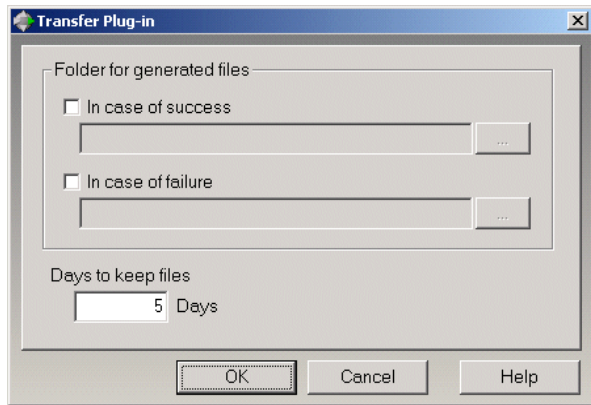 Transfer Plug-in
Folder for generated files
In case of success
...
In case of failure
...
Days to keep files
5 Days
OK Cancel Help